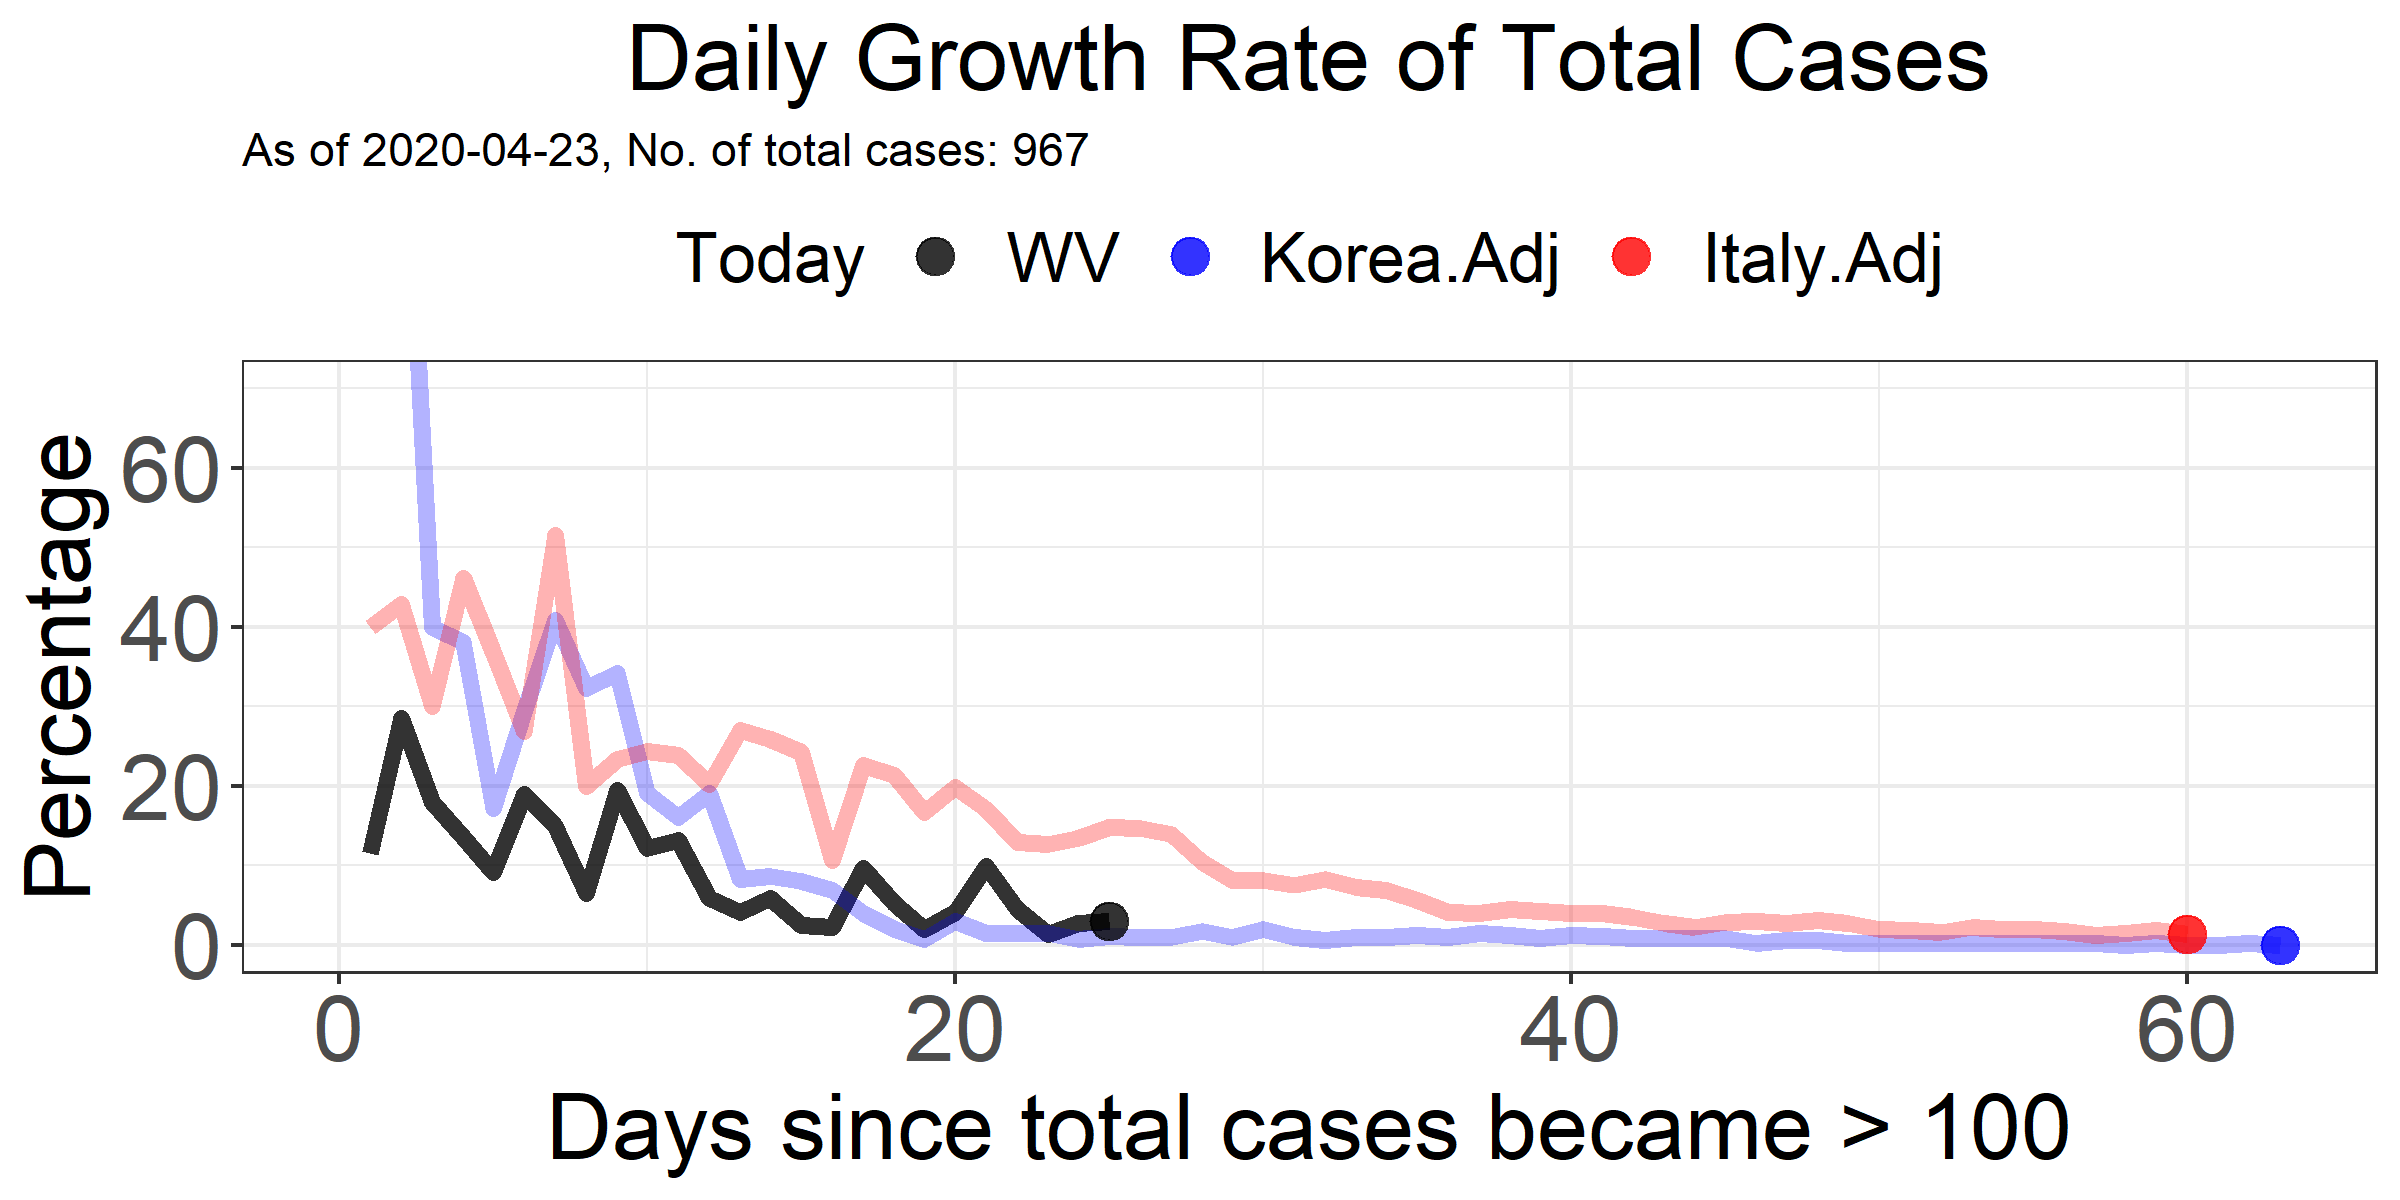 Daily Growth Rate of Total Cases
As of 2020-04-23, No. of total cases: 967
Today WV Korea.Adj Italy.Adj
Percentage
60
40
20
0
0 20 40 60
Days since total cases became > 100